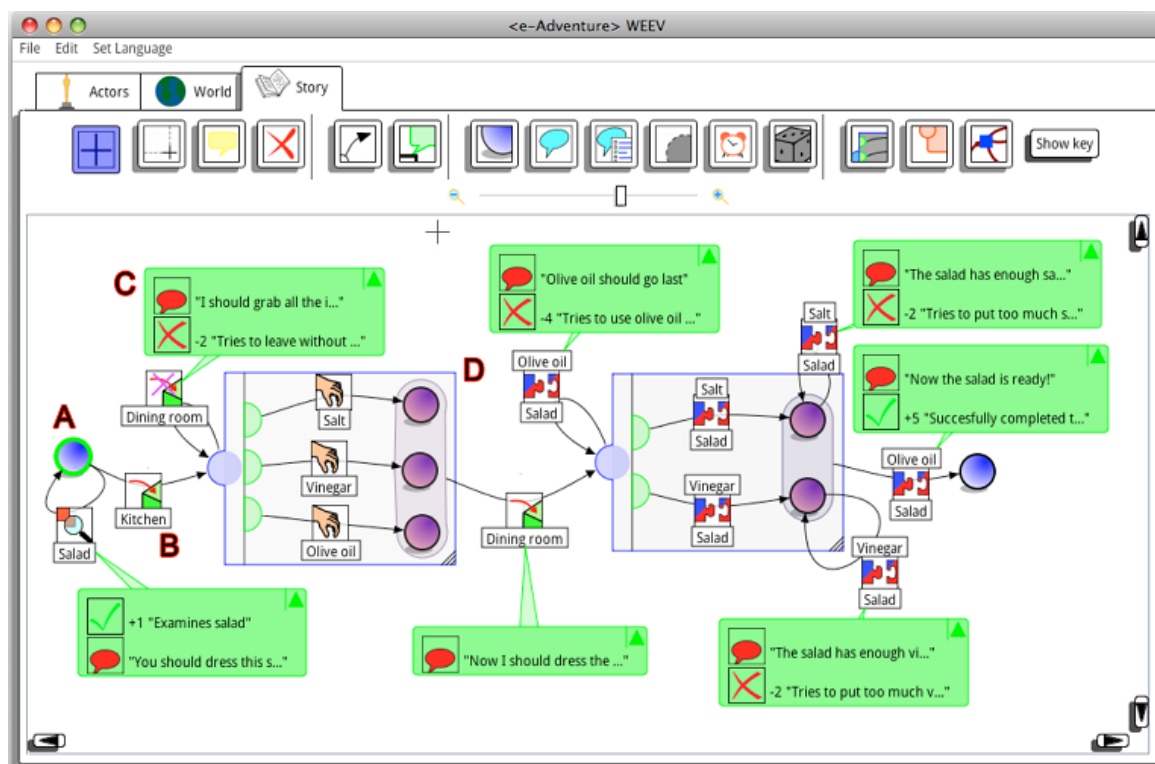 <e-Adventure> WEEV
File Edit Set Language
Actors
World
Story
Show key
C
"I should grab all the i..."
-2 "Tries to leave without ..."
Dining room
A
Salad
Kitchen
B
+1 "Examines salad"
"You should dress this s..."
Salt
Vinegar
Olive oil
D
"Olive oil should go last"
-4 "Tries to use olive oil ..."
Olive oil
Salad
Dining room
"Now I should dress the ..."
Salt
Salad
Vinegar
Salad
"The salad has enough sa..."
-2 "Tries to put too much s..."
Salt
Salad
"Now the salad is ready!"
+5 "Succesfully completed t..."
Olive oil
Salad
Vinegar
Salad
"The salad has enough vi..."
-2 "Tries to put too much v..."